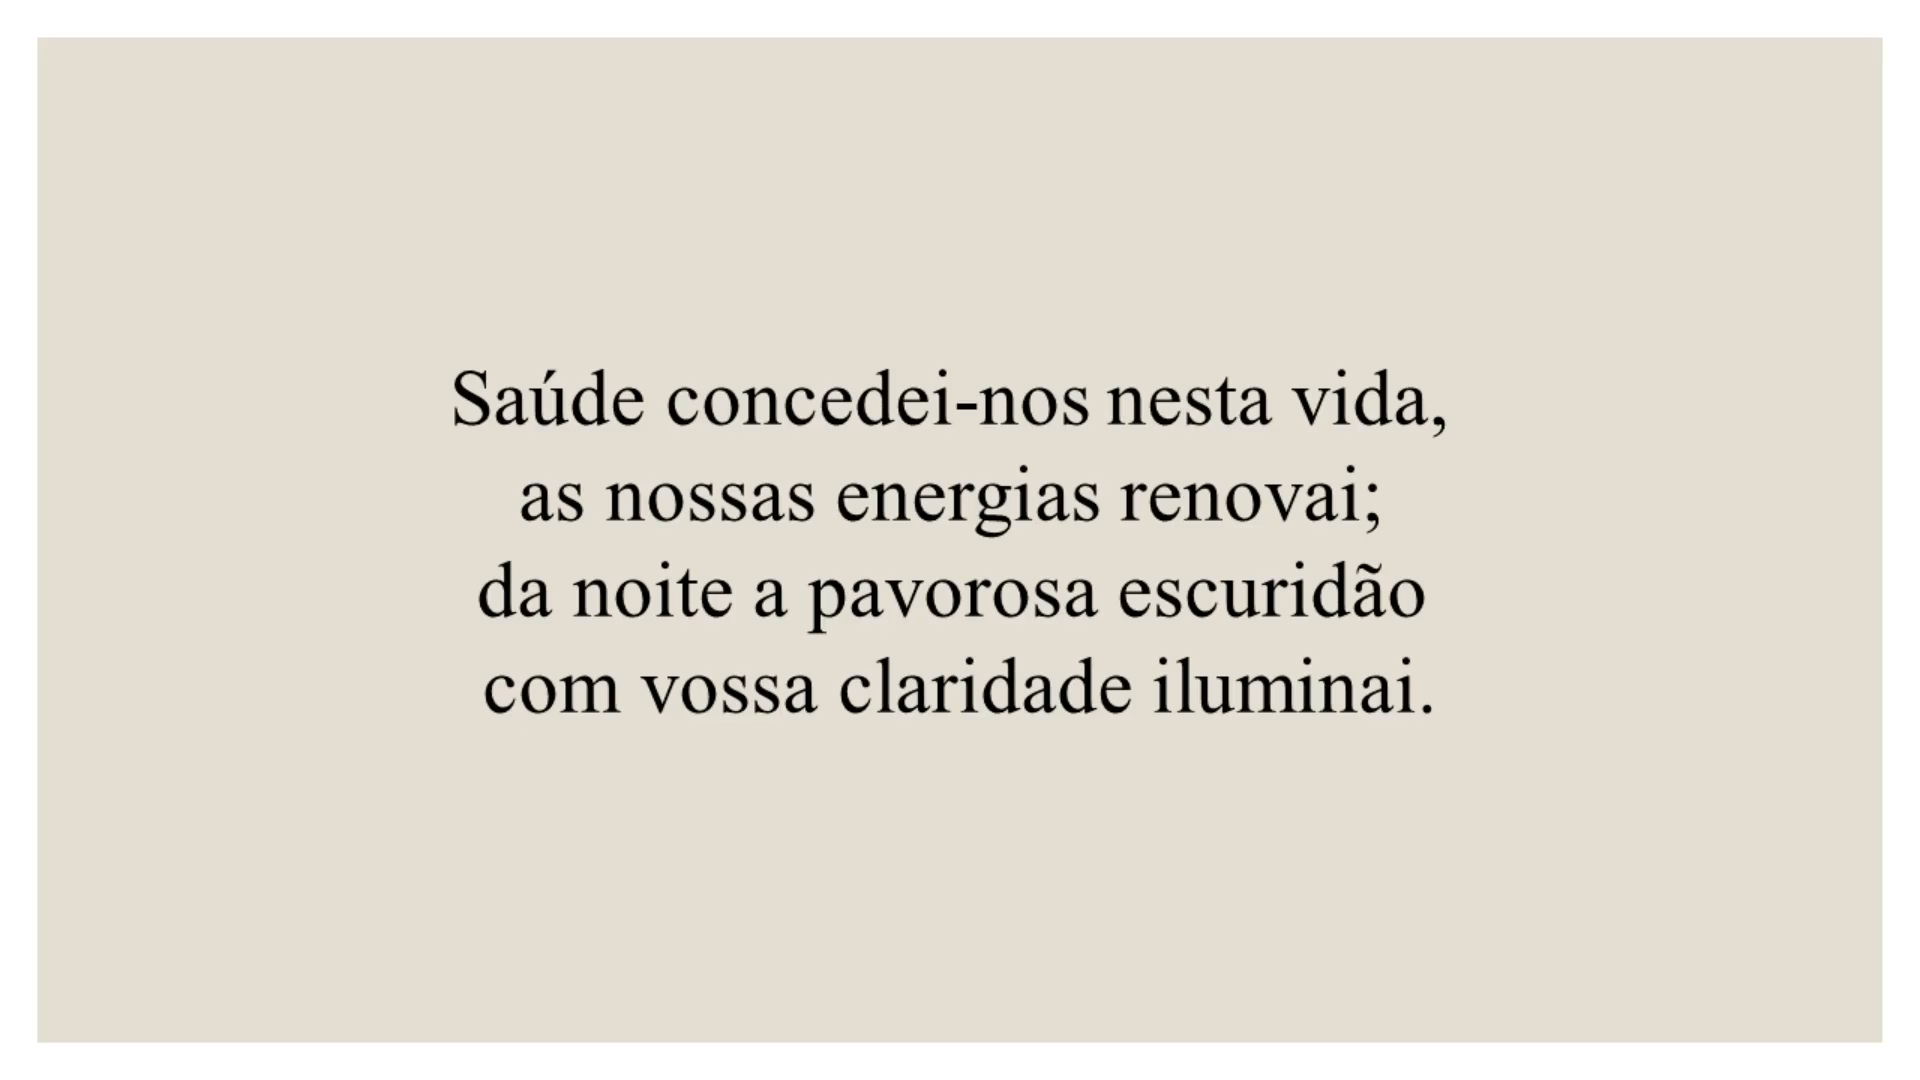 Saúde concedei-nos nesta vida,
as nossas energias renovai;
da noite a pavorosa escuridão
com vossa claridade iluminai.